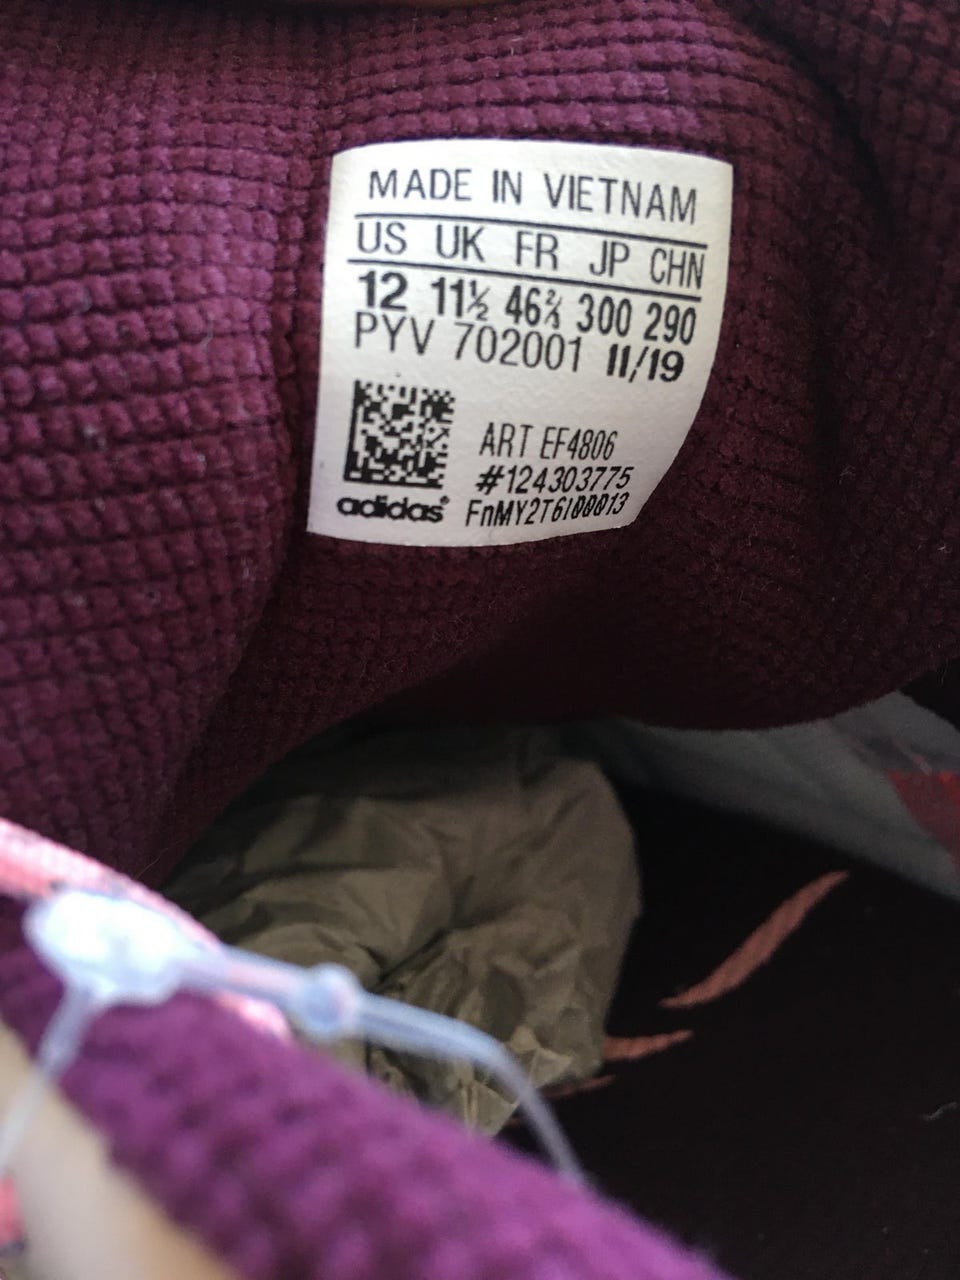 MADE IN VIETNAM
US UK FR JP CHN
12 11½ 46⅔ 300 290
PYV 702001 11/19
ART EF4806
#124303775
adidas® FnMY2T6I00013